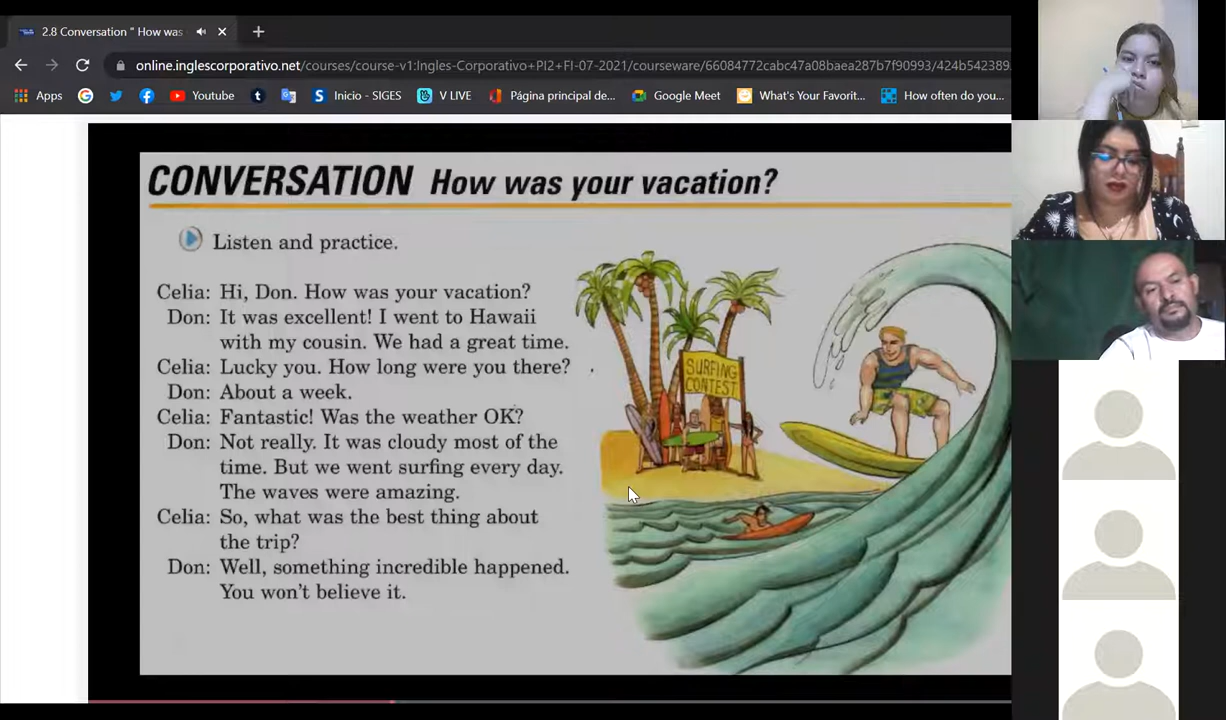 2.8 Conversation " How was
online.inglescorporativo.net/courses/course-v1:Ingles-Corporativo+PI2+FI-07-2021/courseware/66084772cabc47a08baea287b7f90993/424b542389
Apps
Youtube
Inicio - SIGES
V LIVE
Página principal de...
Google Meet
What's Your Favorit...
How often do you...
CONVERSATION How was your vacation?
Listen and practice.
Celia: Hi, Don. How was your vacation?
Don: It was excellent! I went to Hawaii
with my cousin. We had a great time.
Celia: Lucky you. How long were you there?
Don: About a week.
Celia: Fantastic! Was the weather OK?
Don: Not really. It was cloudy most of the
time. But we went surfing every day.
The waves were amazing.
Celia: So, what was the best thing about
the trip?
Don: Well, something incredible happened.
You won't believe it.
SURFING
CONTEST